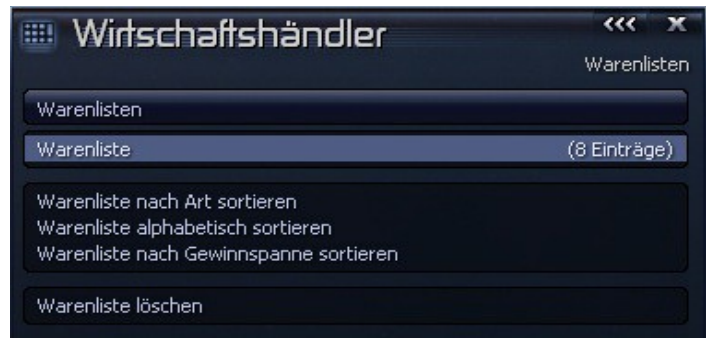 Wirtschaftshändler
<<< X
Warenlisten
Warenlisten
Warenliste (8 Einträge)
Warenliste nach Art sortieren
Warenliste alphabetisch sortieren
Warenliste nach Gewinnspanne sortieren
Warenliste löschen